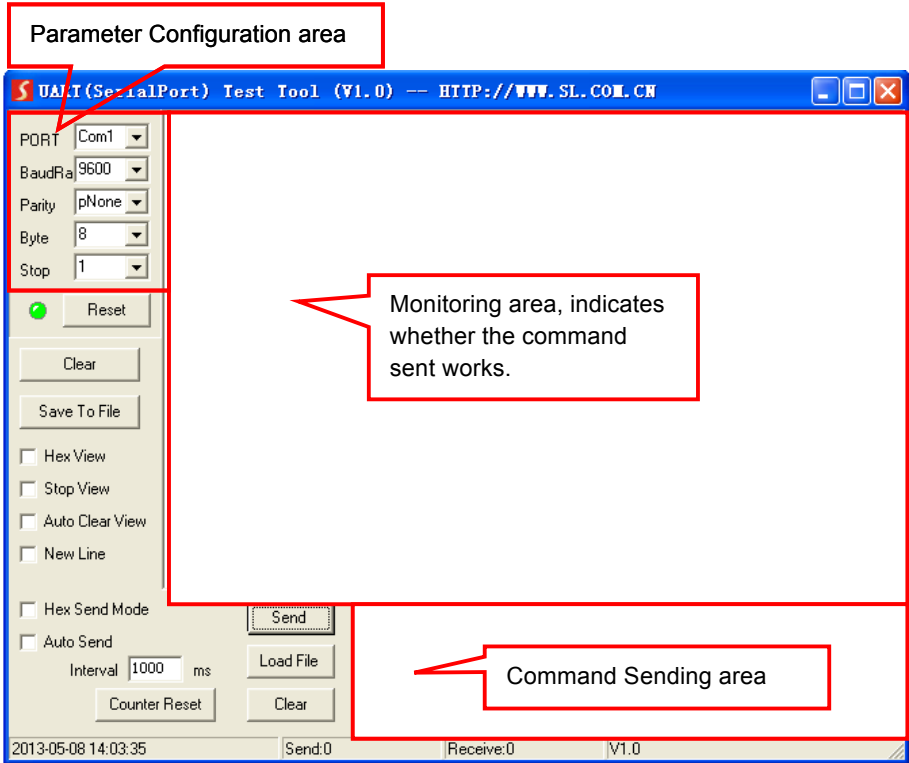 Parameter Configuration area
UART(SerialPort) Test Tool (V1.0) -- HTTP://WWW.SL.COM.CN
PORT Com1
BaudRa 9600
Parity pNone
Byte 8
Stop 1
Reset
Monitoring area, indicates
whether the command
sent works.
Clear
Save To File
Hex View
Stop View
Auto Clear View
New Line
Hex Send Mode
Send
Auto Send
Interval 1000 ms
Load File
Command Sending area
Counter Reset
Clear
2013-05-08 14:03:35 Send:0 Receive:0 V1.0